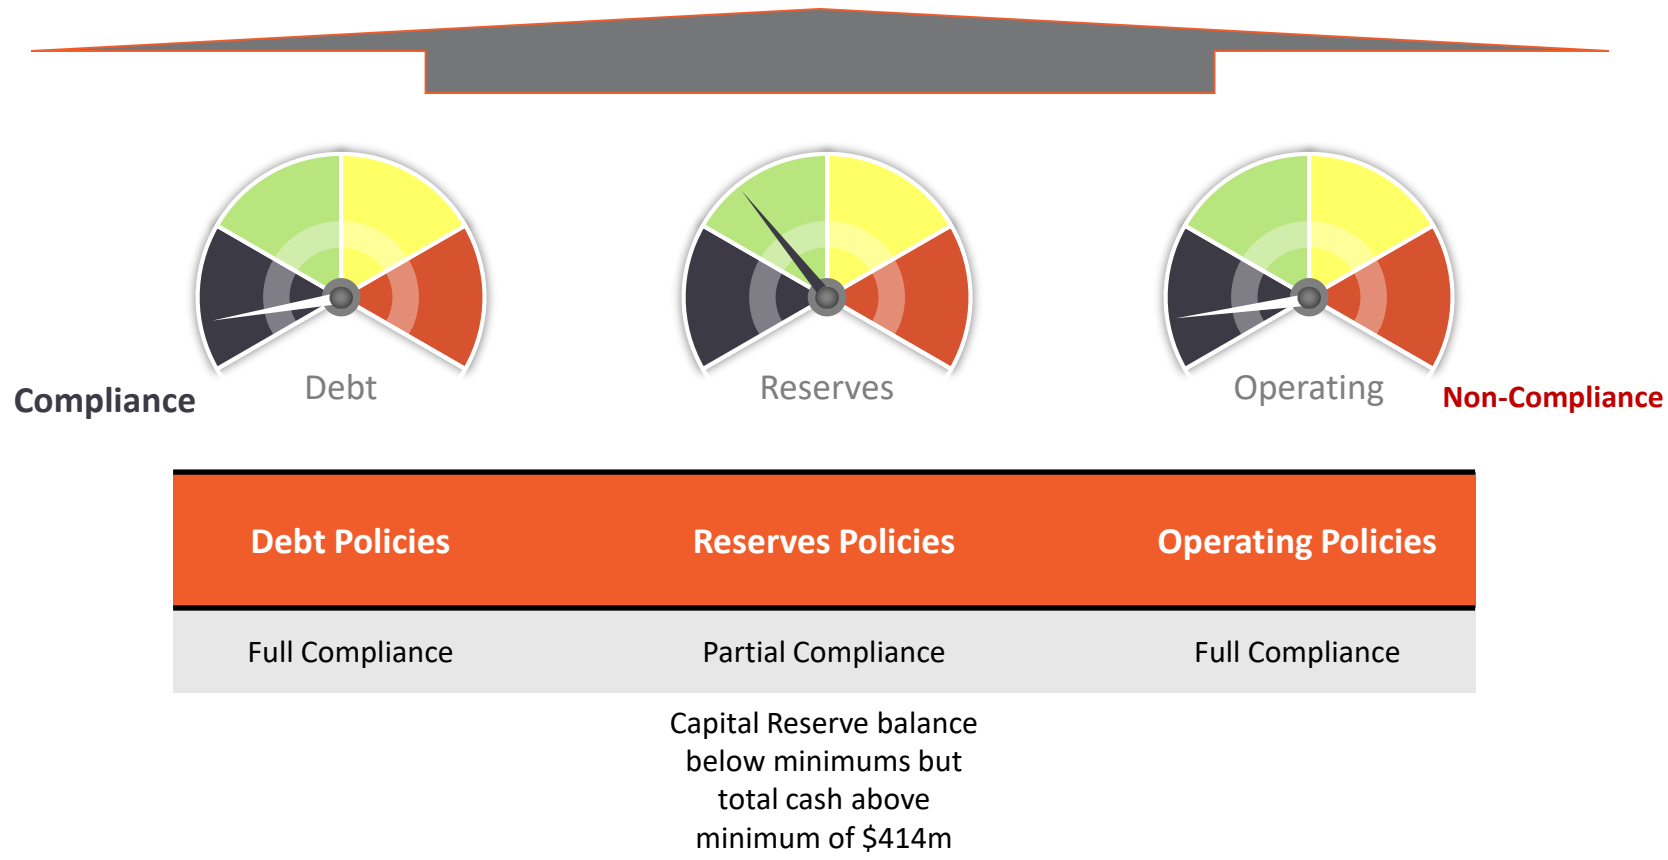 Debt
Reserves
Operating
Compliance
Non-Compliance
Debt Policies
Reserves Policies
Operating Policies
Full Compliance
Partial Compliance
Full Compliance
Capital Reserve balance
below minimums but
total cash above
minimum of $414m